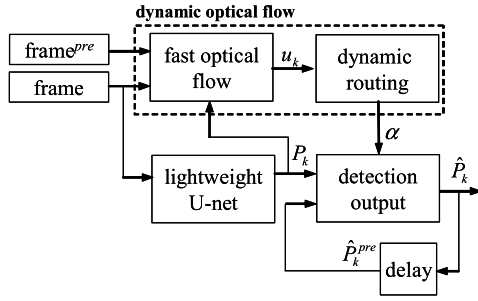 dynamic optical flow
frame^pre
frame
fast optical
flow
u_k
dynamic
routing
α
P_k
lightweight
U-net
detection
output
P̂_k
P̂_k^pre
delay